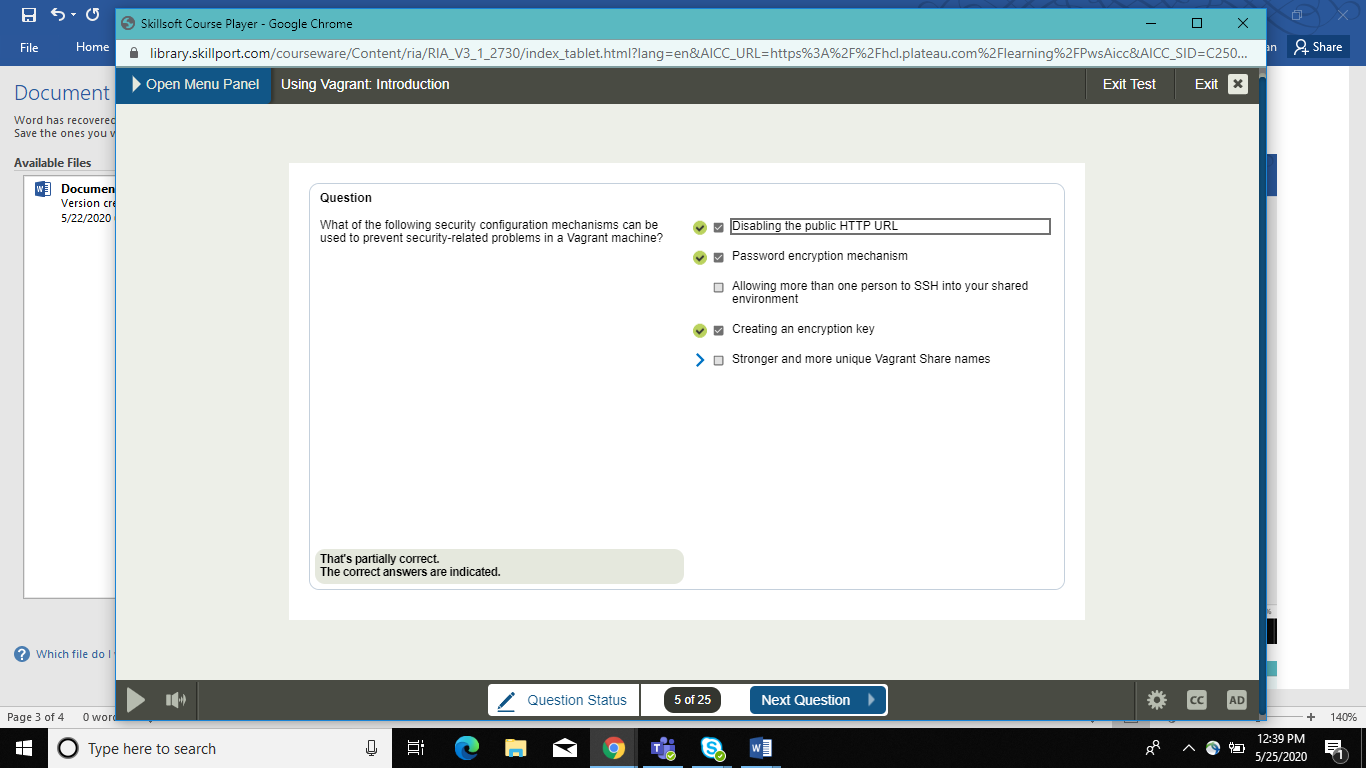 Skillsoft Course Player - Google Chrome
File Home
Share
library.skillport.com/courseware/Content/ria/RIA_V3_1_2730/index_tablet.html?lang=en&AICC_URL=https%3A%2F%2Fhcl.plateau.com%2Flearning%2FPwsAicc&AICC_SID=C250...
Open Menu Panel Using Vagrant: Introduction Exit Test Exit
Document
Word has recovered
Save the ones you
Available Files
Documen
Version cre
5/22/2020
Question
What of the following security configuration mechanisms can be
used to prevent security-related problems in a Vagrant machine?
Disabling the public HTTP URL
Password encryption mechanism
Allowing more than one person to SSH into your shared
environment
Creating an encryption key
Stronger and more unique Vagrant Share names
That's partially correct.
The correct answers are indicated.
Which file do I
Question Status 5 of 25 Next Question CC AD
Page 3 of 4 0 word
140%
Type here to search
12:39 PM
5/25/2020
1